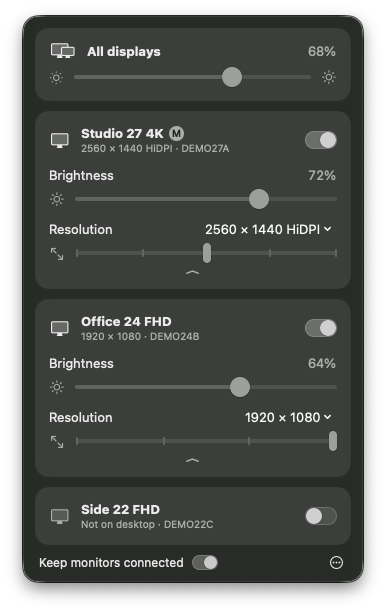 All displays 68%
Studio 27 4K M
2560 × 1440 HiDPI · DEMO27A
Brightness 72%
Resolution 2560 × 1440 HiDPI
Office 24 FHD
1920 × 1080 · DEMO24B
Brightness 64%
Resolution 1920 × 1080
Side 22 FHD
Not on desktop · DEMO22C
Keep monitors connected